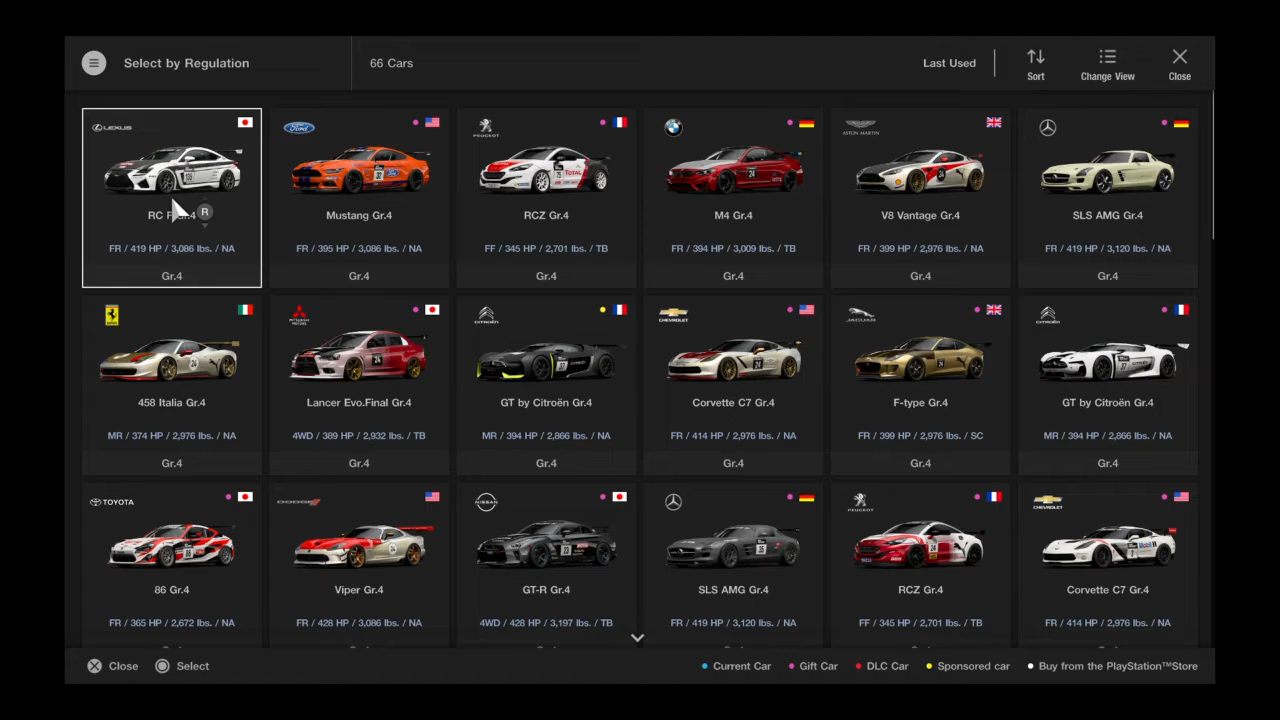 Select by Regulation
66 Cars
Last Used
Sort
Change View
Close
LEXUS
Ford
PEUGEOT
ASTON MARTIN
R
Mustang Gr.4
RCZ Gr.4
M4 Gr.4
V8 Vantage Gr.4
SLS AMG Gr.4
FR / 419 HP / 3,086 lbs. / NA
FR / 395 HP / 3,086 lbs. / NA
FF / 345 HP / 2,701 lbs. / TB
FR / 394 HP / 3,009 lbs. / TB
FR / 399 HP / 2,976 lbs. / NA
FR / 419 HP / 3,120 lbs. / NA
Gr.4
Gr.4
Gr.4
Gr.4
Gr.4
Gr.4
MITSUBISHI MOTORS
CITROËN
CHEVROLET
JAGUAR
CITROËN
458 Italia Gr.4
Lancer Evo.Final Gr.4
GT by Citroën Gr.4
Corvette C7 Gr.4
F-type Gr.4
GT by Citroën Gr.4
MR / 374 HP / 2,976 lbs. / NA
4WD / 389 HP / 2,932 lbs. / TB
MR / 394 HP / 2,866 lbs. / NA
FR / 414 HP / 2,976 lbs. / NA
FR / 399 HP / 2,976 lbs. / SC
MR / 394 HP / 2,866 lbs. / NA
Gr.4
Gr.4
Gr.4
Gr.4
Gr.4
Gr.4
TOYOTA
DODGE
NISSAN
PEUGEOT
CHEVROLET
86 Gr.4
Viper Gr.4
GT-R Gr.4
SLS AMG Gr.4
RCZ Gr.4
Corvette C7 Gr.4
FR / 365 HP / 2,672 lbs. / NA
FR / 428 HP / 3,086 lbs. / NA
4WD / 428 HP / 3,197 lbs. / TB
FR / 419 HP / 3,120 lbs. / NA
FF / 345 HP / 2,701 lbs. / TB
FR / 414 HP / 2,976 lbs. / NA
Close
Select
Current Car
Gift Car
DLC Car
Sponsored car
Buy from the PlayStation™Store